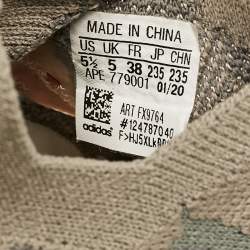 MADE IN CHINA
US UK FR JP CHN
5½ 5 38 235 235
APE 779001 01/20
ART FX9764
#124787040
adidas